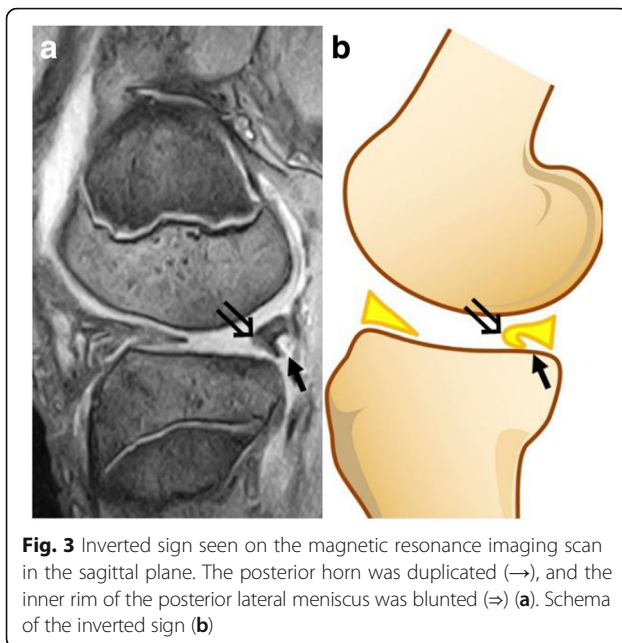 a b
Fig. 3 Inverted sign seen on the magnetic resonance imaging scan
in the sagittal plane. The posterior horn was duplicated (→), and the
inner rim of the posterior lateral meniscus was blunted (⇒) (a). Schema
of the inverted sign (b)